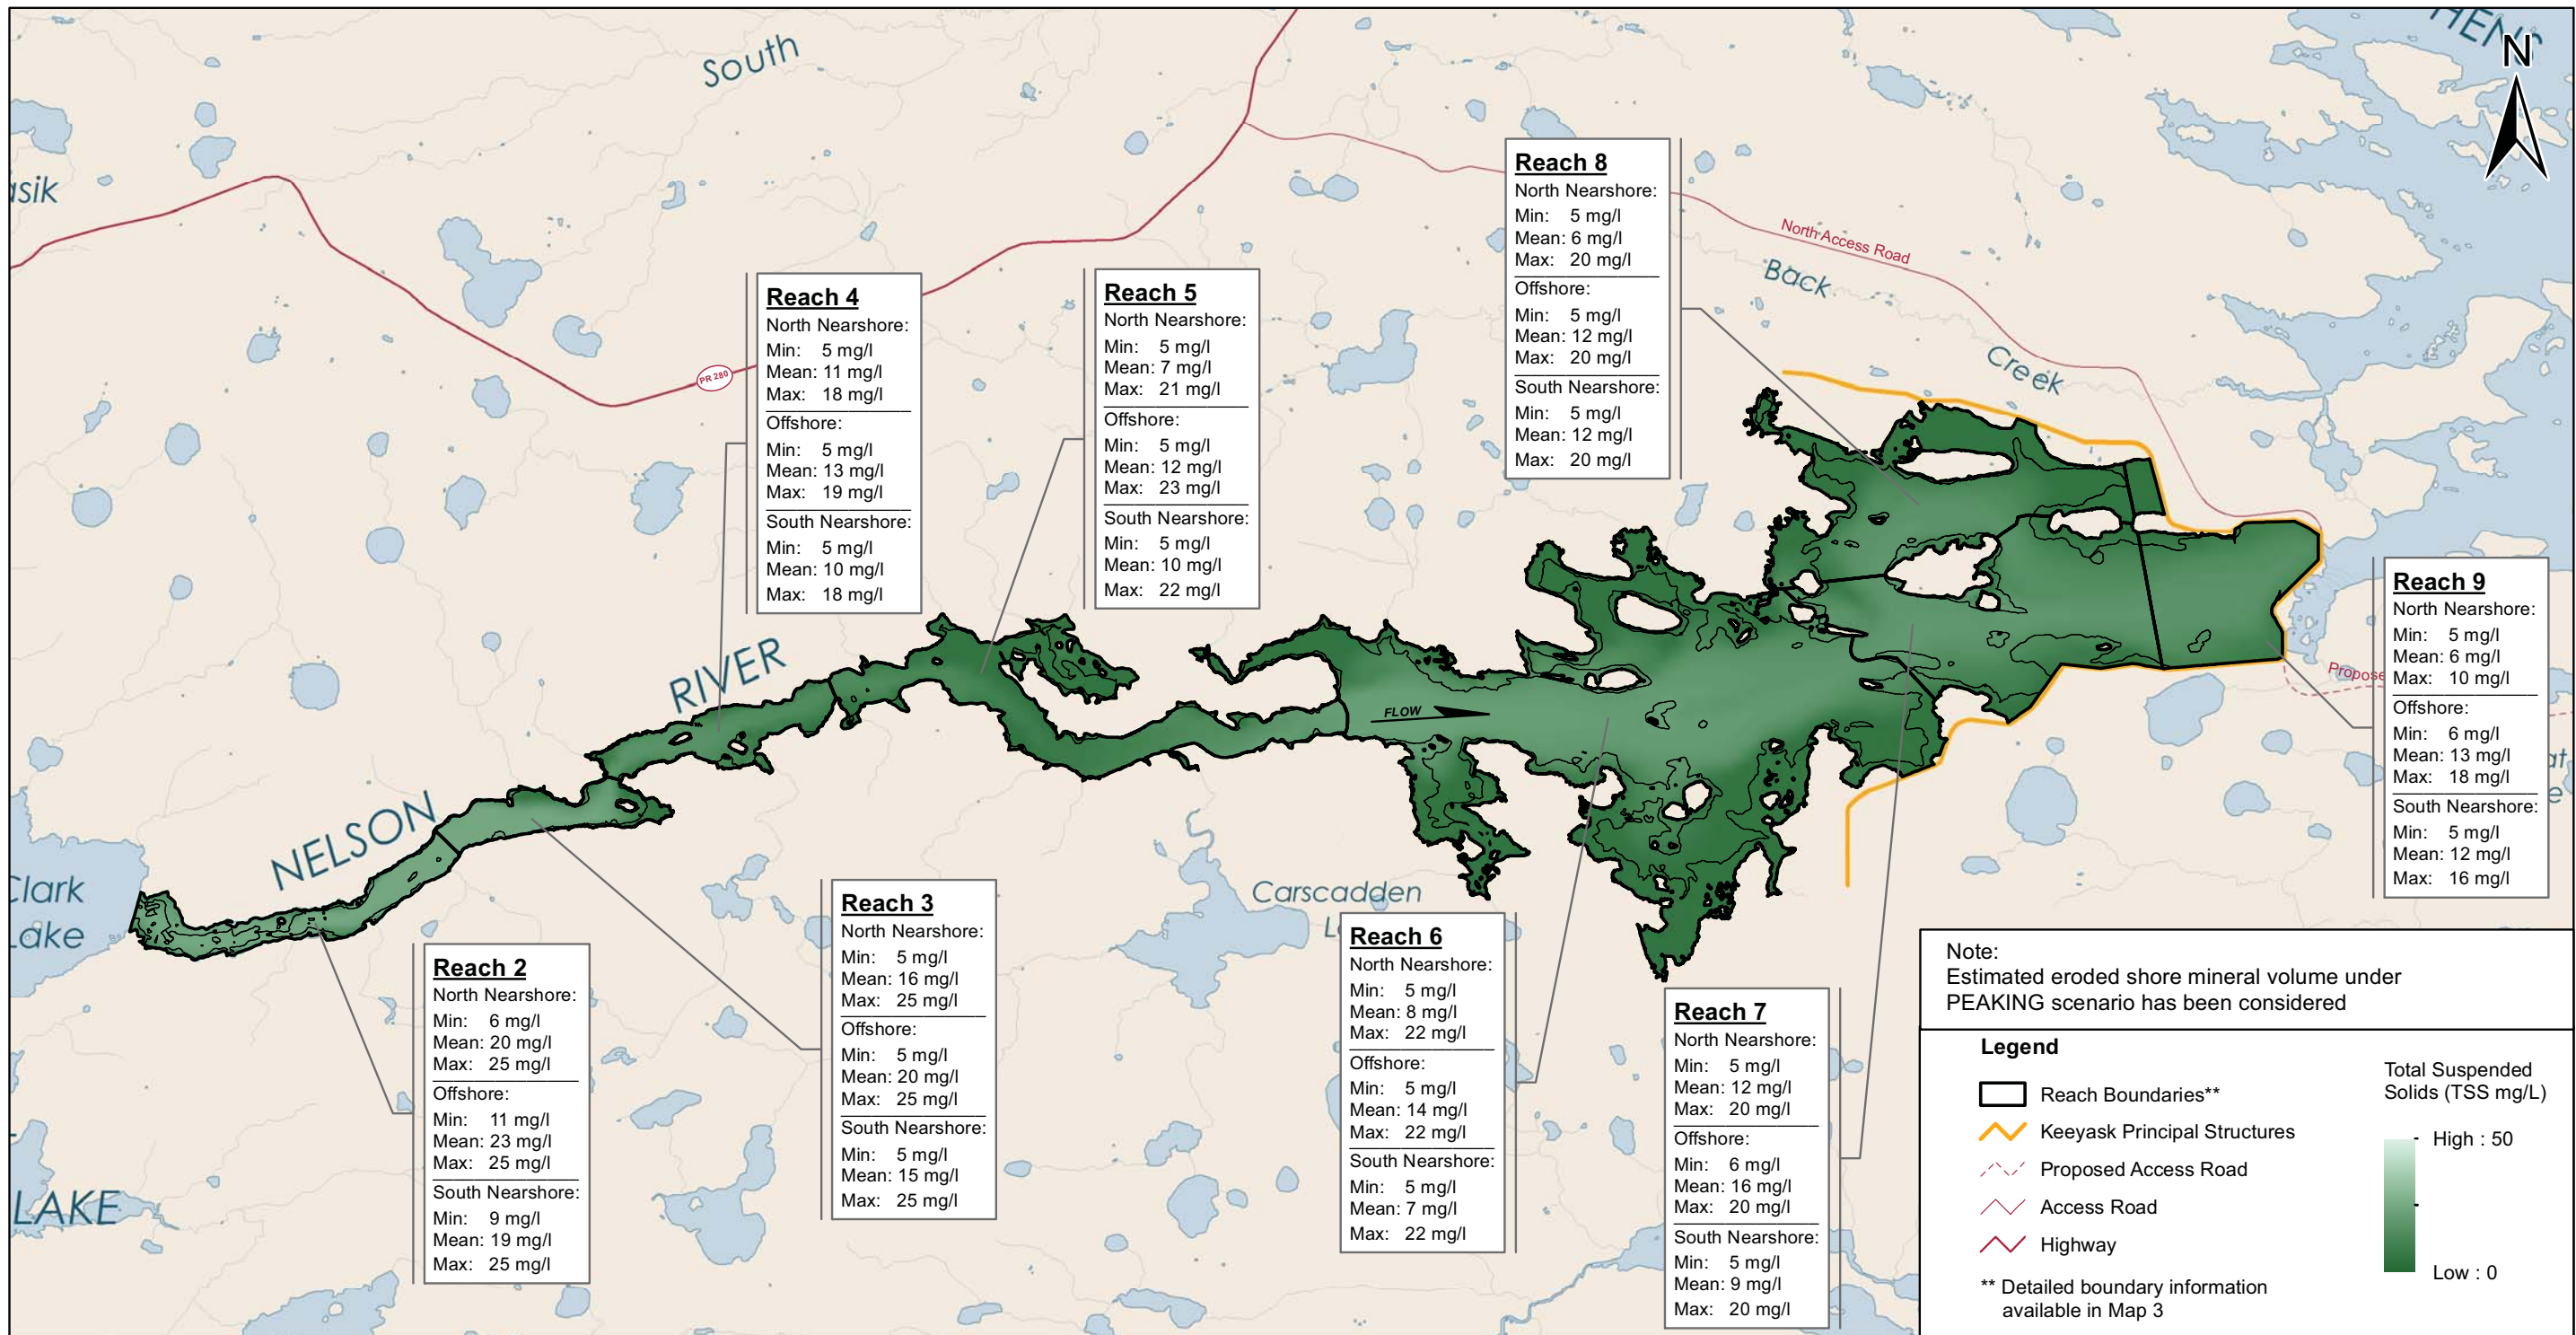 South
N
North Access Road
Back
Creek
PR 280
RIVER
NELSON
Clark
Lake
LAKE
Carscadden
FLOW
Reach 8
North Nearshore:
Min: 5 mg/l
Mean: 6 mg/l
Max: 20 mg/l
Offshore:
Min: 5 mg/l
Mean: 12 mg/l
Max: 20 mg/l
South Nearshore:
Min: 5 mg/l
Mean: 12 mg/l
Max: 20 mg/l
Reach 4
North Nearshore:
Min: 5 mg/l
Mean: 11 mg/l
Max: 18 mg/l
Offshore:
Min: 5 mg/l
Mean: 13 mg/l
Max: 19 mg/l
South Nearshore:
Min: 5 mg/l
Mean: 10 mg/l
Max: 18 mg/l
Reach 5
North Nearshore:
Min: 5 mg/l
Mean: 7 mg/l
Max: 21 mg/l
Offshore:
Min: 5 mg/l
Mean: 12 mg/l
Max: 23 mg/l
South Nearshore:
Min: 5 mg/l
Mean: 10 mg/l
Max: 22 mg/l
Reach 9
North Nearshore:
Min: 5 mg/l
Mean: 6 mg/l
Max: 10 mg/l
Offshore:
Min: 6 mg/l
Mean: 13 mg/l
Max: 18 mg/l
South Nearshore:
Min: 5 mg/l
Mean: 12 mg/l
Max: 16 mg/l
Reach 2
North Nearshore:
Min: 6 mg/l
Mean: 20 mg/l
Max: 25 mg/l
Offshore:
Min: 11 mg/l
Mean: 23 mg/l
Max: 25 mg/l
South Nearshore:
Min: 9 mg/l
Mean: 19 mg/l
Max: 25 mg/l
Reach 3
North Nearshore:
Min: 5 mg/l
Mean: 16 mg/l
Max: 25 mg/l
Offshore:
Min: 5 mg/l
Mean: 20 mg/l
Max: 25 mg/l
South Nearshore:
Min: 5 mg/l
Mean: 15 mg/l
Max: 25 mg/l
Reach 6
North Nearshore:
Min: 5 mg/l
Mean: 8 mg/l
Max: 22 mg/l
Offshore:
Min: 5 mg/l
Mean: 14 mg/l
Max: 22 mg/l
South Nearshore:
Min: 5 mg/l
Mean: 7 mg/l
Max: 22 mg/l
Reach 7
North Nearshore:
Min: 5 mg/l
Mean: 12 mg/l
Max: 20 mg/l
Offshore:
Min: 6 mg/l
Mean: 16 mg/l
Max: 20 mg/l
South Nearshore:
Min: 5 mg/l
Mean: 9 mg/l
Max: 20 mg/l
Note:
Estimated eroded shore mineral volume under
PEAKING scenario has been considered
Legend
Reach Boundaries**
Keeyask Principal Structures
Proposed Access Road
Access Road
Highway
** Detailed boundary information
available in Map 3
Total Suspended
Solids (TSS mg/L)
High : 50
Low : 0